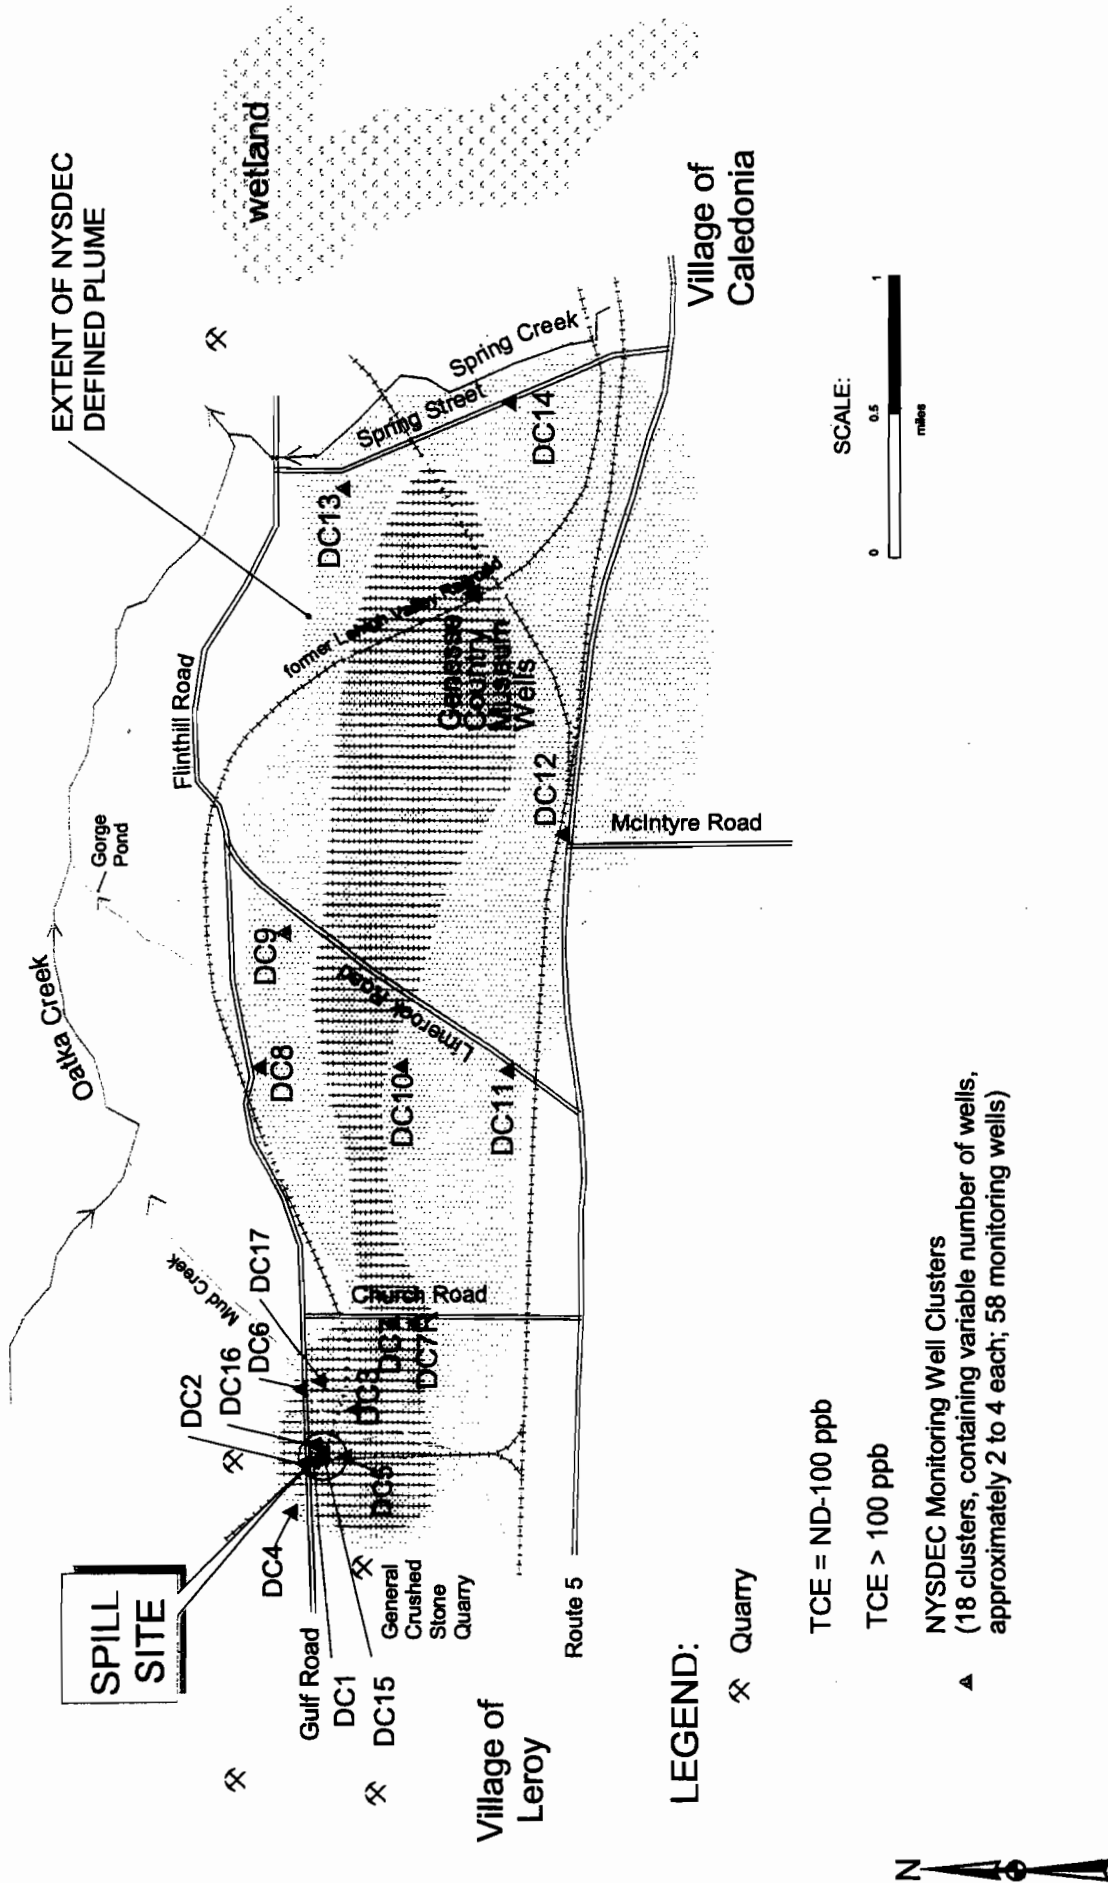 EXTENT OF NYSDEC
DEFINED PLUME
wetland
Oatka Creek
Gorge
Pond
Flinthill Road
Mud Creek
SPILL
SITE
DC2
DC16
DC6
DC17
DC4
Gulf Road
DC1
DC15
General
Crushed
Stone
Quarry
DC5
DC3
DC7
DC7R
Church Road
DC8
DC9
DC10
DC11
Limerock Road
former Lehigh Valley Railroad
Genesee
Country
Museum
Wells
DC12
DC13
DC14
Spring Street
Spring Creek
McIntyre Road
Route 5
Village of
Leroy
Village of
Caledonia
SCALE:
0 0.5 1
miles
LEGEND:
Quarry
TCE = ND-100 ppb
TCE > 100 ppb
NYSDEC Monitoring Well Clusters
(18 clusters, containing variable number of wells,
approximately 2 to 4 each; 58 monitoring wells)
N